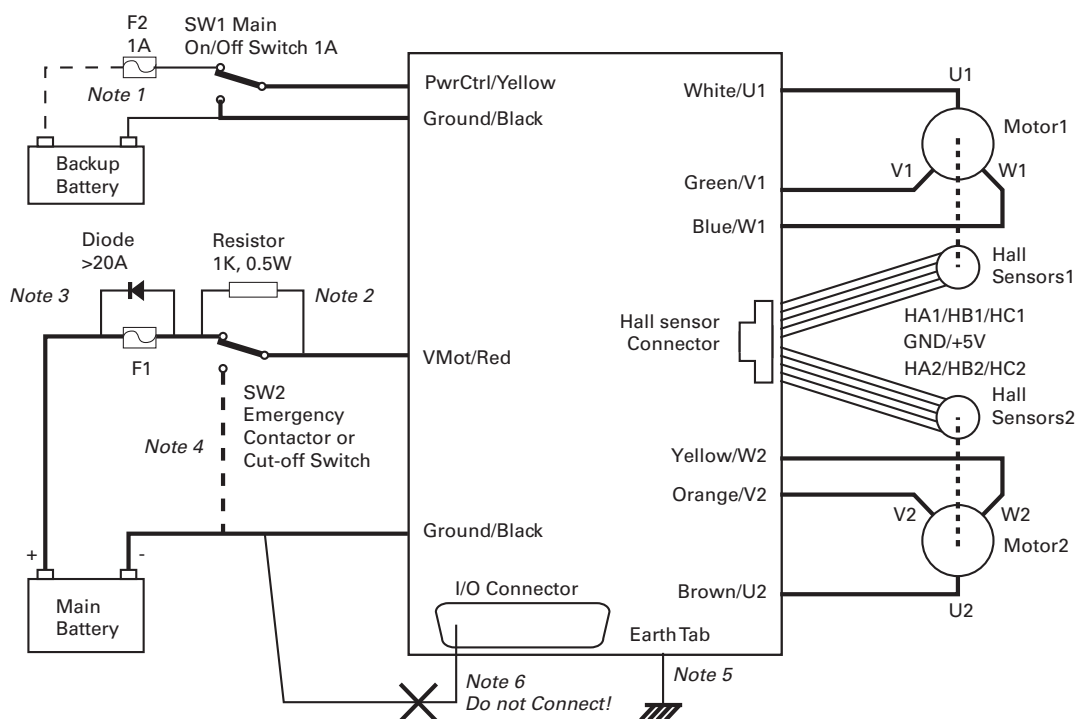 F2
1A
SW1 Main
On/Off Switch 1A
Note 1
Backup
Battery
PwrCtrl/Yellow
Ground/Black
Diode
>20A
Resistor
1K, 0.5W
Note 3
Note 2
F1
VMot/Red
SW2
Emergency
Contactor or
Cut-off Switch
Note 4
Ground/Black
+
-
Main
Battery
I/O Connector
Earth Tab
Note 5
Note 6
Do not Connect!
White/U1
U1
Motor1
V1
W1
Green/V1
Blue/W1
Hall
Sensors1
Hall sensor
Connector
HA1/HB1/HC1
GND/+5V
HA2/HB2/HC2
Hall
Sensors2
Yellow/W2
Orange/V2
V2
W2
Motor2
Brown/U2
U2